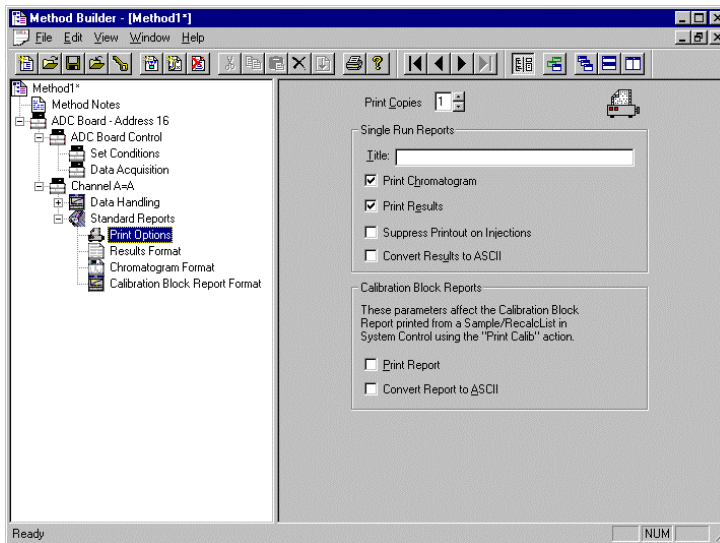 Method Builder - [Method1*]
File Edit View Window Help
Method1*
Method Notes
ADC Board - Address 16
ADC Board Control
Set Conditions
Data Acquisition
Channel A=A
Data Handling
Standard Reports
Print Options
Results Format
Chromatogram Format
Calibration Block Report Format
Print Copies 1
Single Run Reports
Title:
Print Chromatogram
Print Results
Suppress Printout on Injections
Convert Results to ASCII
Calibration Block Reports
These parameters affect the Calibration Block
Report printed from a Sample/RecalcList in
System Control using the "Print Calib" action.
Print Report
Convert Report to ASCII
Ready
NUM